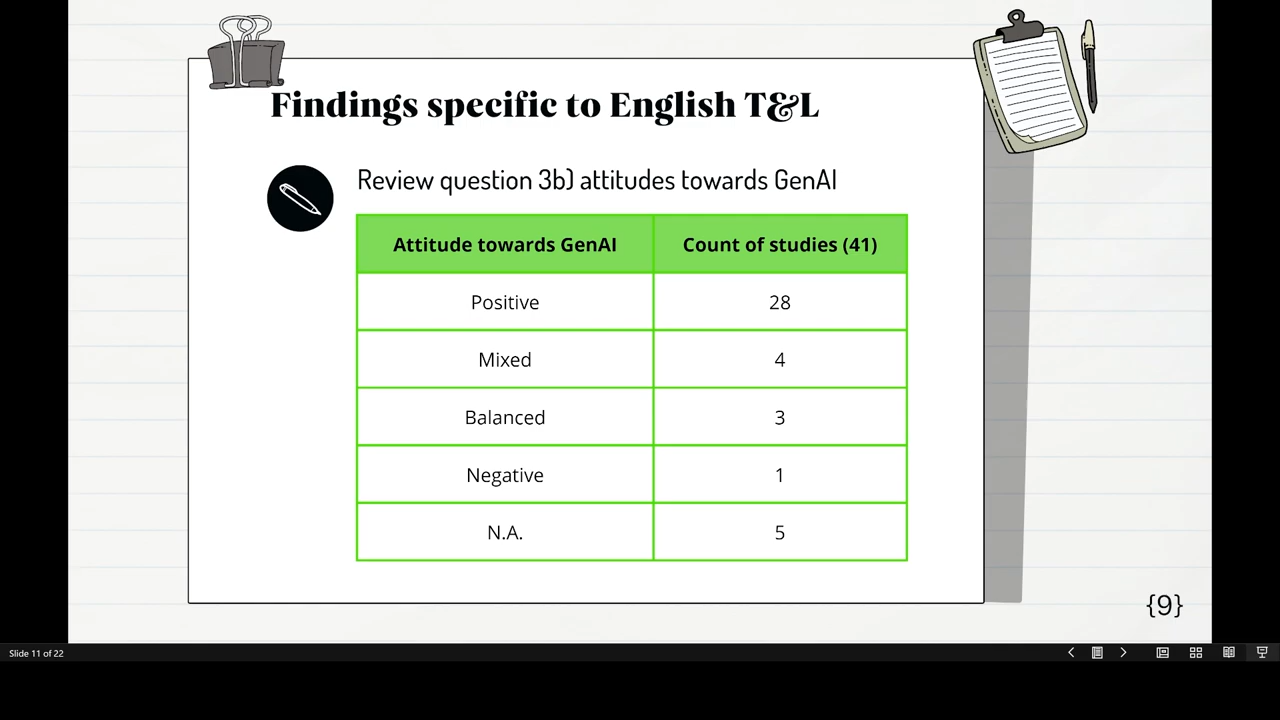 Findings specific to English T&L
Review question 3b) attitudes towards GenAI
Attitude towards GenAI Count of studies (41)
Positive 28
Mixed 4
Balanced 3
Negative 1
N.A. 5
{9}
Slide 11 of 22